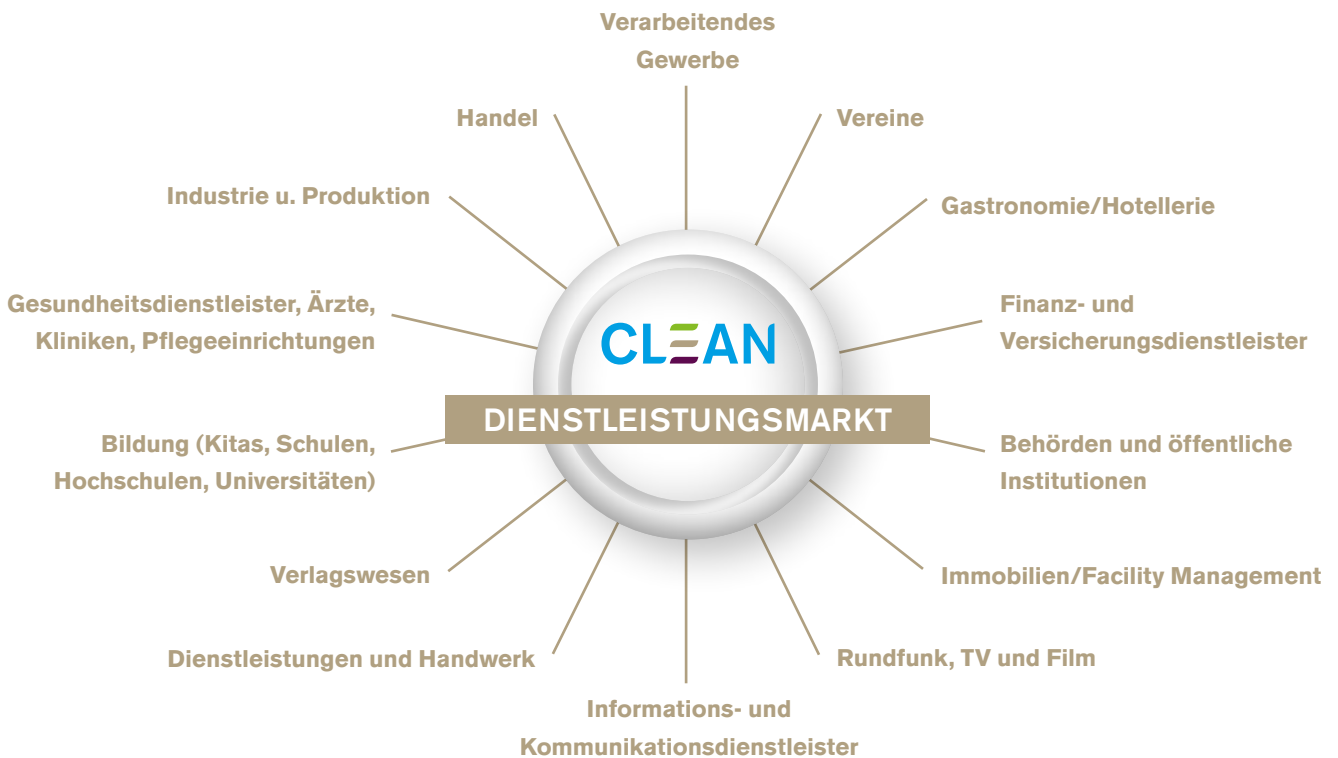 Verarbeitendes
Gewerbe
Handel
Vereine
Industrie u. Produktion
Gastronomie/Hotellerie
Gesundheitsdienstleister, Ärzte,
Kliniken, Pflegeeinrichtungen
Finanz- und
Versicherungsdienstleister
CLEAN
DIENSTLEISTUNGSMARKT
Bildung (Kitas, Schulen,
Hochschulen, Universitäten)
Behörden und öffentliche
Institutionen
Verlagswesen
Immobilien/Facility Management
Dienstleistungen und Handwerk
Rundfunk, TV und Film
Informations- und
Kommunikationsdienstleister